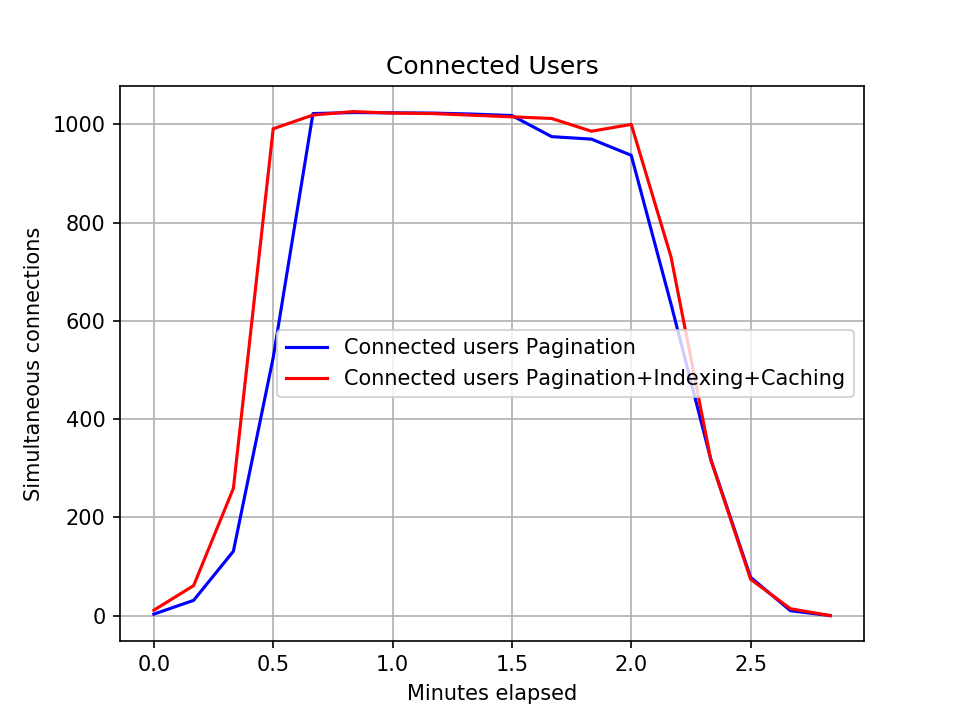 Connected Users
Simultaneous connections
1000
800
600
400
200
0
Connected users Pagination
Connected users Pagination+Indexing+Caching
0.0 0.5 1.0 1.5 2.0 2.5
Minutes elapsed